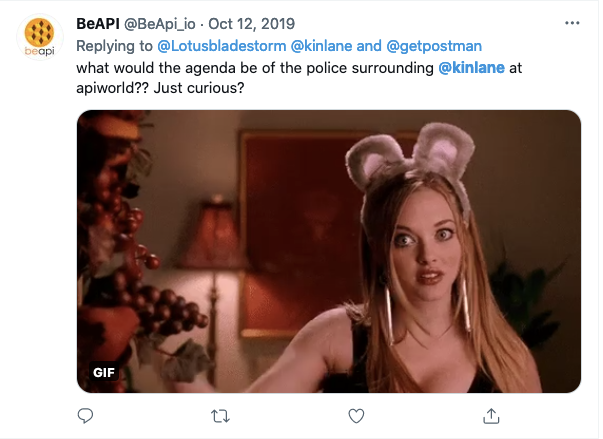 BeAPI @BeApi_io · Oct 12, 2019
beapi
Replying to @Lotusbladestorm @kinlane and @getpostman
what would the agenda be of the police surrounding @kinlane at
apiworld?? Just curious?
GIF